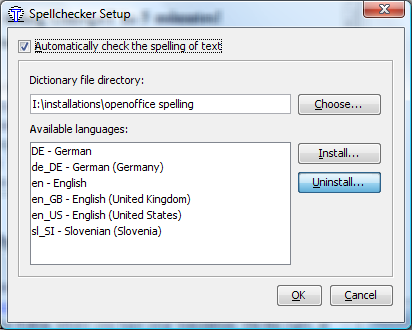 Spellchecker Setup
Automatically check the spelling of text
Dictionary file directory:
I:\installations\openoffice spelling
Choose...
Available languages:
DE - German
de_DE - German (Germany)
en - English
en_GB - English (United Kingdom)
en_US - English (United States)
sl_SI - Slovenian (Slovenia)
Install...
Uninstall...
OK
Cancel